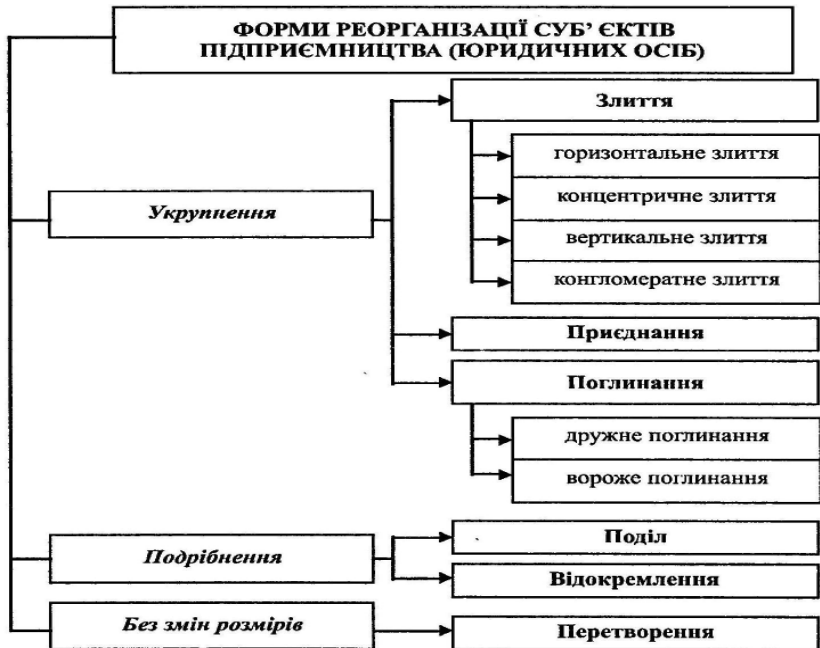 ФОРМИ РЕОРГАНІЗАЦІЇ СУБ’ ЄКТІВ
ПІДПРИЄМНИЦТВА (ЮРИДИЧНИХ ОСІБ)
Укрупнення
Злиття
горизонтальне злиття
концентричне злиття
вертикальне злиття
конгломератне злиття
Приєднання
Поглинання
дружне поглинання
вороже поглинання
Подрібнення
Поділ
Відокремлення
Без змін розмірів
Перетворення